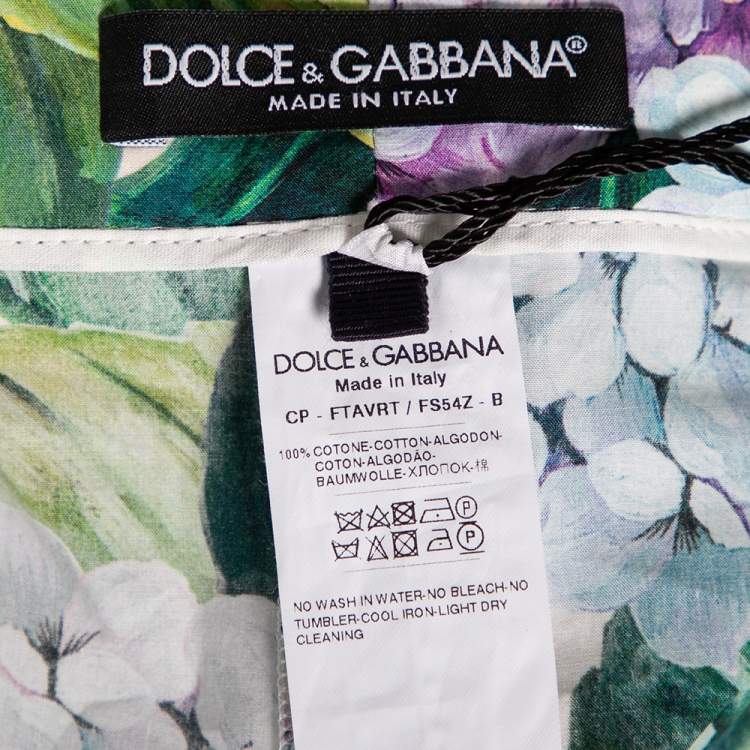 DOLCE & GABBANA®
MADE IN ITALY
DOLCE & GABBANA
Made in Italy
CP - FTAVRT / FS54Z - B
100% COTONE-COTTON-ALGODON-
COTON-ALGODÃO-
BAUMWOLLE-ХЛОПОК-棉
P
P
NO WASH IN WATER-NO BLEACH-NO
TUMBLER-COOL IRON-LIGHT DRY
CLEANING